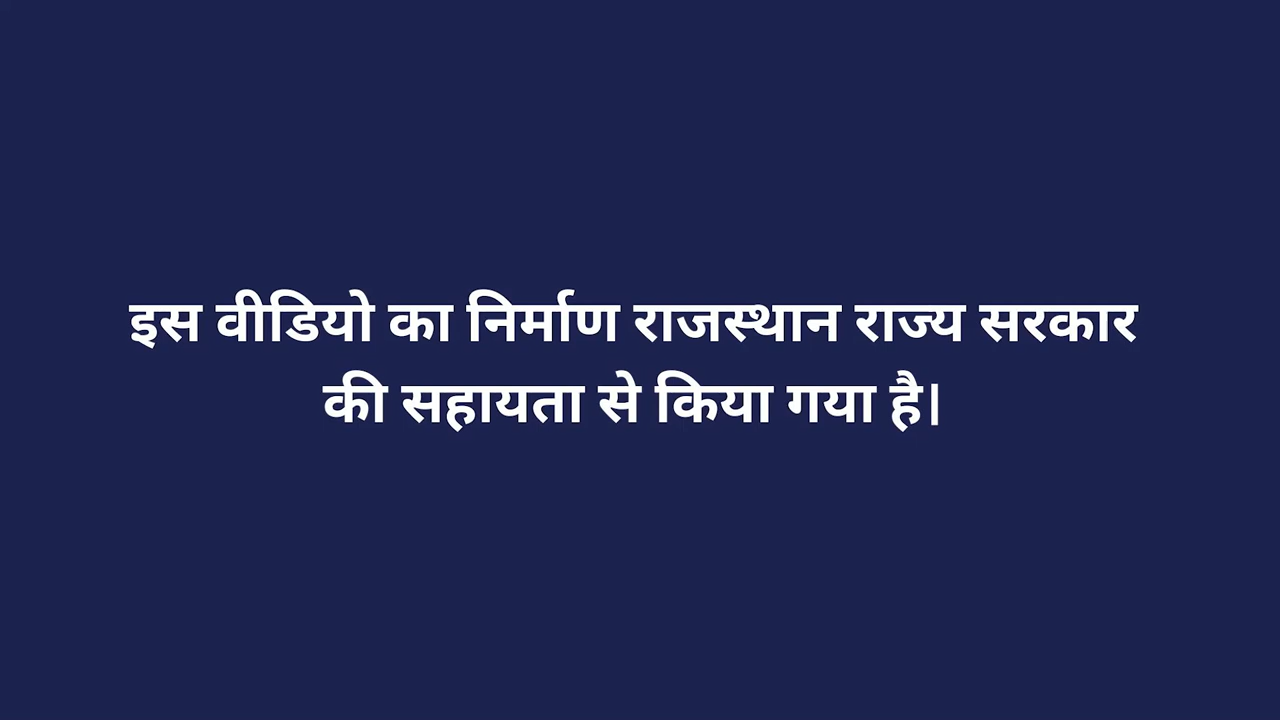 इस वीडियो का निर्माण राजस्थान राज्य सरकार
की सहायता से किया गया है।